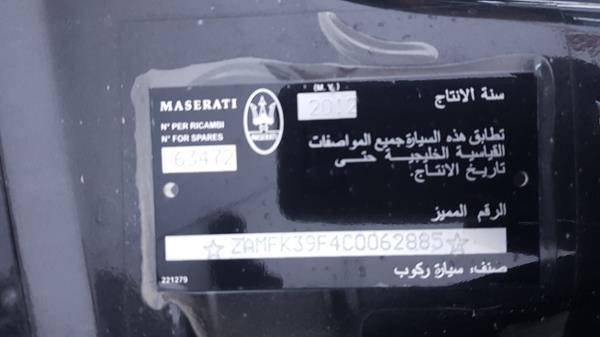 (M.Y.)
MASERATI
2012
سنة الانتاج
N° PER RICAMBI
N° FOR SPARES
63472
MASERATI
تطابق هذه السيارة جميع المواصفات
القياسية الخليجية حتى
تاريخ الانتاج:
الرقم المميز
☆ ZAMFK39F4C0062885 ☆
221279
صنف: سيارة ركوب